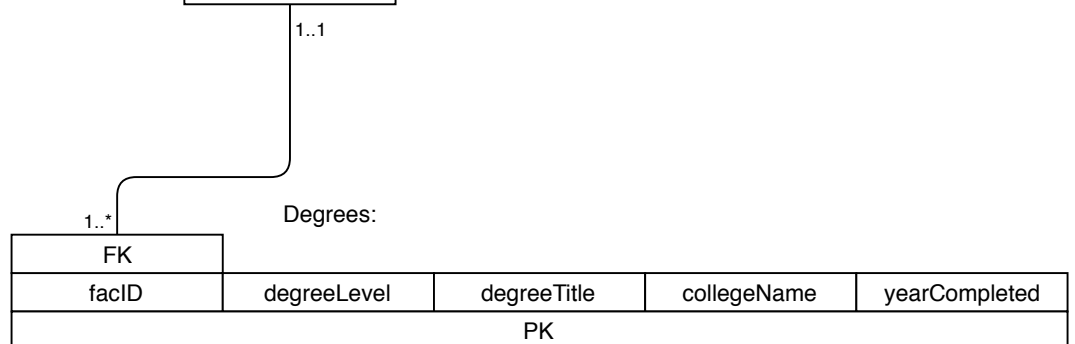 1..1
Degrees:
1..*
FK
facID degreeLevel degreeTitle collegeName yearCompleted
PK